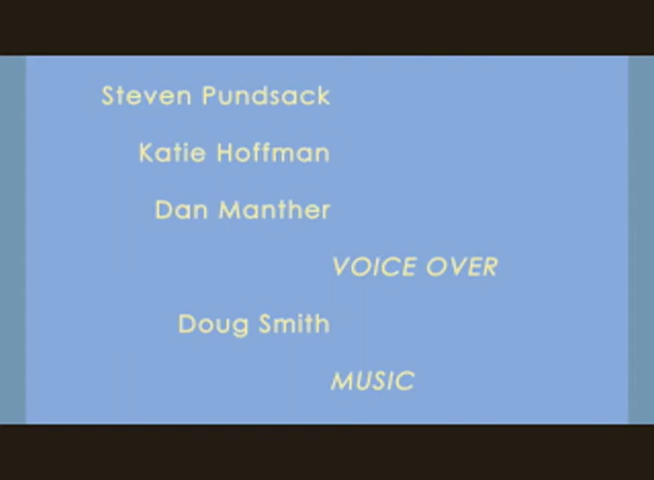 Steven Pundsack
Katie Hoffman
Dan Manther
VOICE OVER
Doug Smith
MUSIC